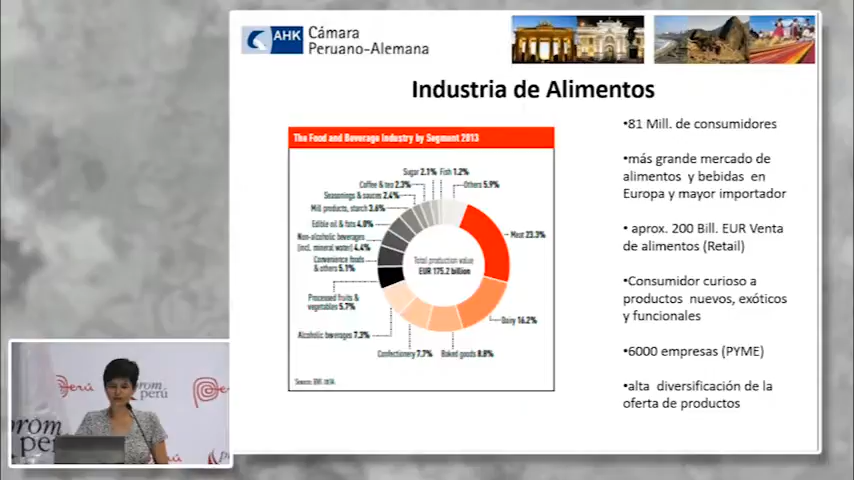 AHK
Cámara
Peruano-Alemana
Industria de Alimentos
The Food and Beverage Industry by Segment 2013
Sugar 2.1%
Fish 1.2%
Coffee & tea 2.3%
Others 5.9%
Seasonings & sauces 2.4%
Mill products, starch 3.6%
Edible oil & fats 4.0%
Non-alcoholic beverages
(incl. mineral water) 4.4%
Convenience foods
& others 5.1%
Processed fruits &
vegetables 5.7%
Alcoholic beverages 7.3%
Confectionery 7.7%
Baked goods 8.8%
Dairy 16.2%
Meat 23.3%
Total production value
EUR 175.2 billion
Source:
•81 Mill. de consumidores
•más grande mercado de
alimentos y bebidas en
Europa y mayor importador
• aprox. 200 Bill. EUR Venta
de alimentos (Retail)
•Consumidor curioso a
productos nuevos, exóticos
y funcionales
•6000 empresas (PYME)
•alta diversificación de la
oferta de productos
Perú
prom
perú
prom
perú